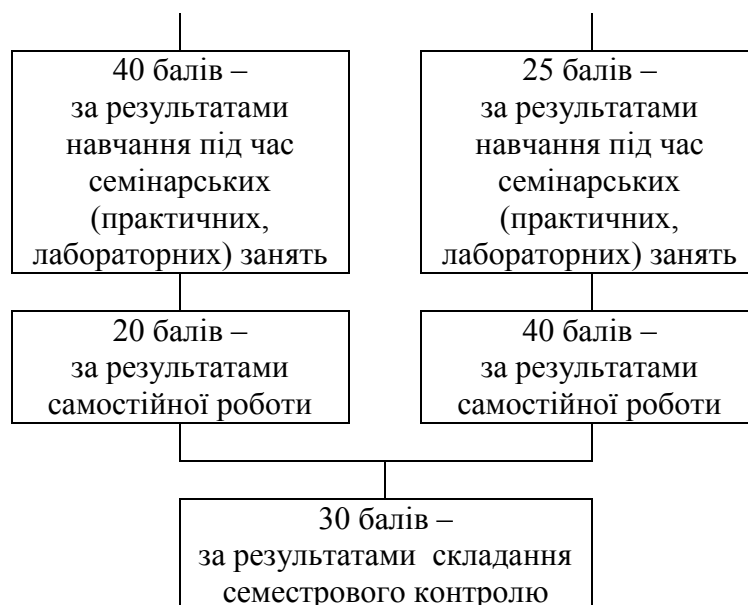 40 балів –
за результатами
навчання під час
семінарських
(практичних,
лабораторних) занять
25 балів –
за результатами
навчання під час
семінарських
(практичних,
лабораторних) занять
20 балів –
за результатами
самостійної роботи
40 балів –
за результатами
самостійної роботи
30 балів –
за результатами складання
семестрового контролю